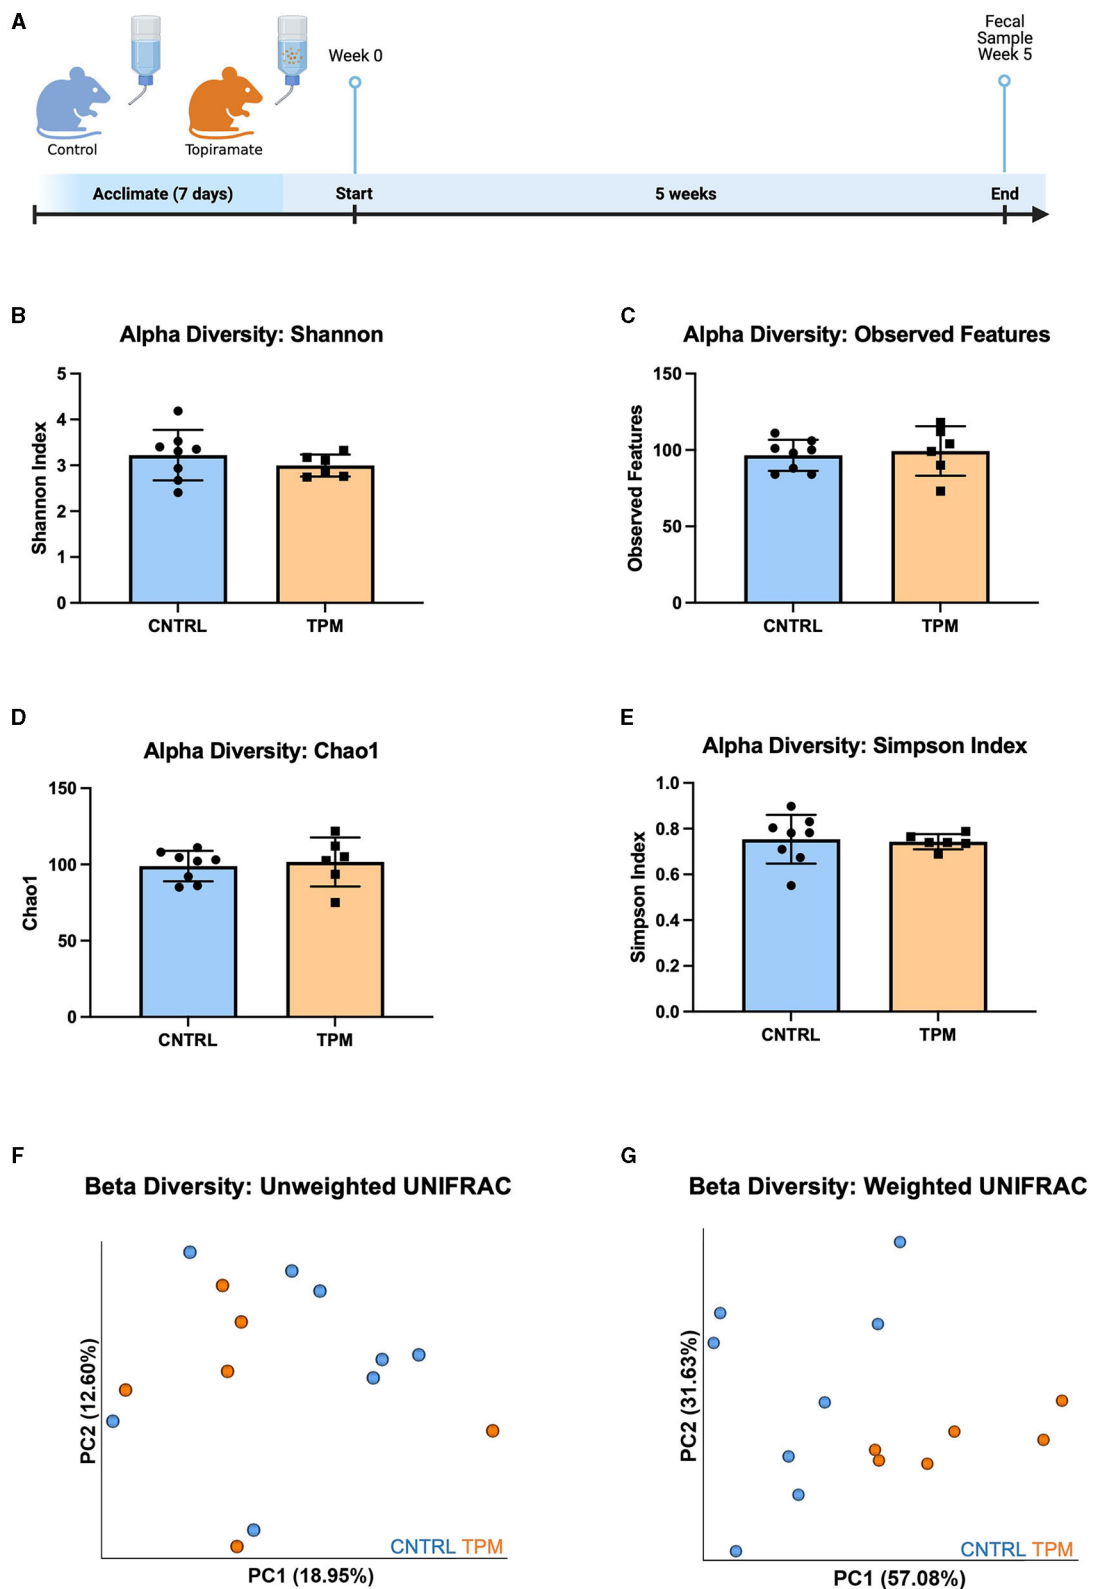 A
Week 0
Fecal
Sample
Week 5
Control
Topiramate
Acclimate (7 days)
Start
5 weeks
End
B
Alpha Diversity: Shannon
Shannon Index
5
4
3
2
1
0
CNTRL
TPM
C
Alpha Diversity: Observed Features
Observed Features
150
100
50
0
CNTRL
TPM
D
Alpha Diversity: Chao1
Chao1
150
100
50
0
CNTRL
TPM
E
Alpha Diversity: Simpson Index
Simpson Index
1.0
0.8
0.6
0.4
0.2
0.0
CNTRL
TPM
F
Beta Diversity: Unweighted UNIFRAC
PC2 (12.60%)
CNTRL TPM
PC1 (18.95%)
G
Beta Diversity: Weighted UNIFRAC
PC2 (31.63%)
CNTRL TPM
PC1 (57.08%)